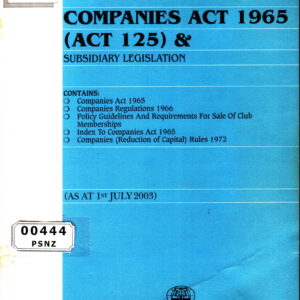 COMPANIES ACT 1965
(ACT 125) &
SUBSIDIARY LEGISLATION
CONTAINS:
❍ Companies Act 1965
❍ Companies Regulations 1966
❍ Policy Guidelines And Requirements For Sale Of Club
Memberships
❍ Index To Companies Act 1965
❍ Companies (Reduction of Capital) Rules 1972
(AS AT 1ST JULY 2003)
00444
PSNZ